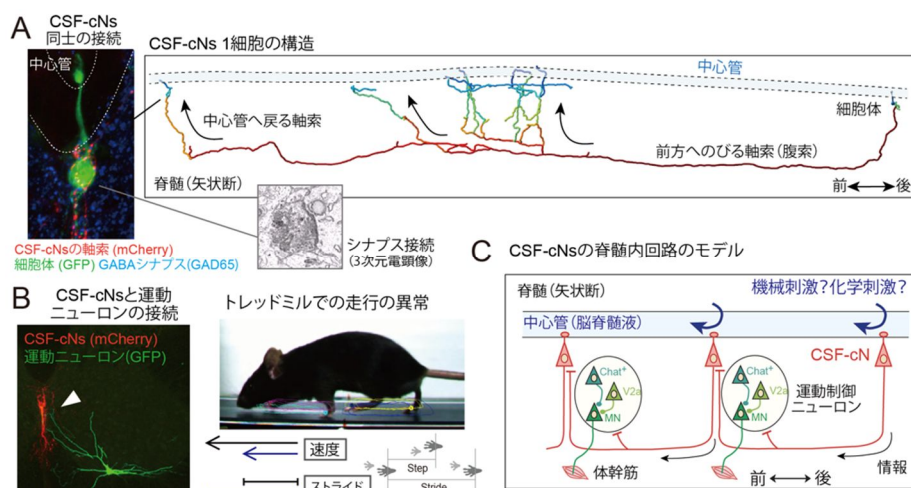 A
CSF-cNs
同士の接続
中心管
CSF-cNsの軸索 (mCherry)
細胞体 (GFP) GABAシナプス(GAD65)
CSF-cNs 1細胞の構造
中心管
中心管へ戻る軸索
細胞体
前方へのびる軸索(腹索)
脊髄(矢状断)
前 後
シナプス接続
(3次元電顕像)
B
CSF-cNsと運動
ニューロンの接続
CSF-cNs (mCherry)
運動ニューロン(GFP)
トレッドミルでの走行の異常
速度
ストライド
Step
Stride
C
CSF-cNsの脊髄内回路のモデル
脊髄(矢状断)
機械刺激?化学刺激?
中心管(脳脊髄液)
CSF-cN
Chat+
V2a
MN
Chat+
V2a
MN
運動制御
ニューロン
体幹筋
前 後
情報